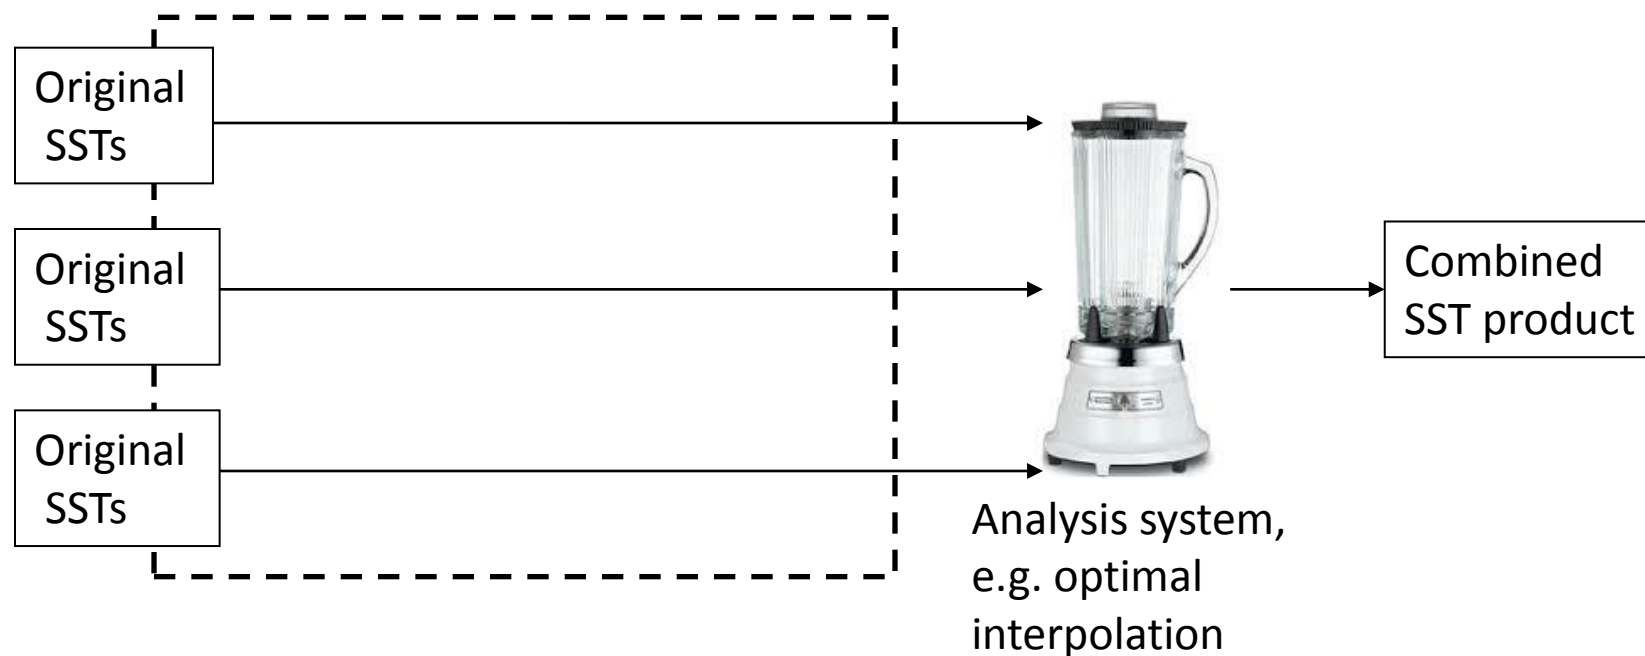 Original
SSTs
Original
SSTs
Original
SSTs
Combined
SST product
Analysis system,
e.g. optimal
interpolation